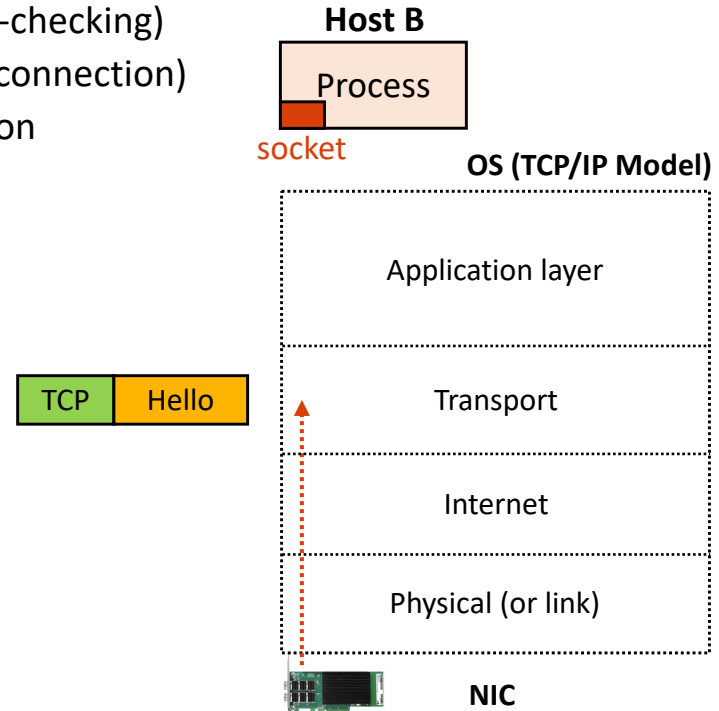 -checking)
connection)
on
Host B
Process
socket
OS (TCP/IP Model)
Application layer
TCP Hello
Transport
Internet
Physical (or link)
NIC